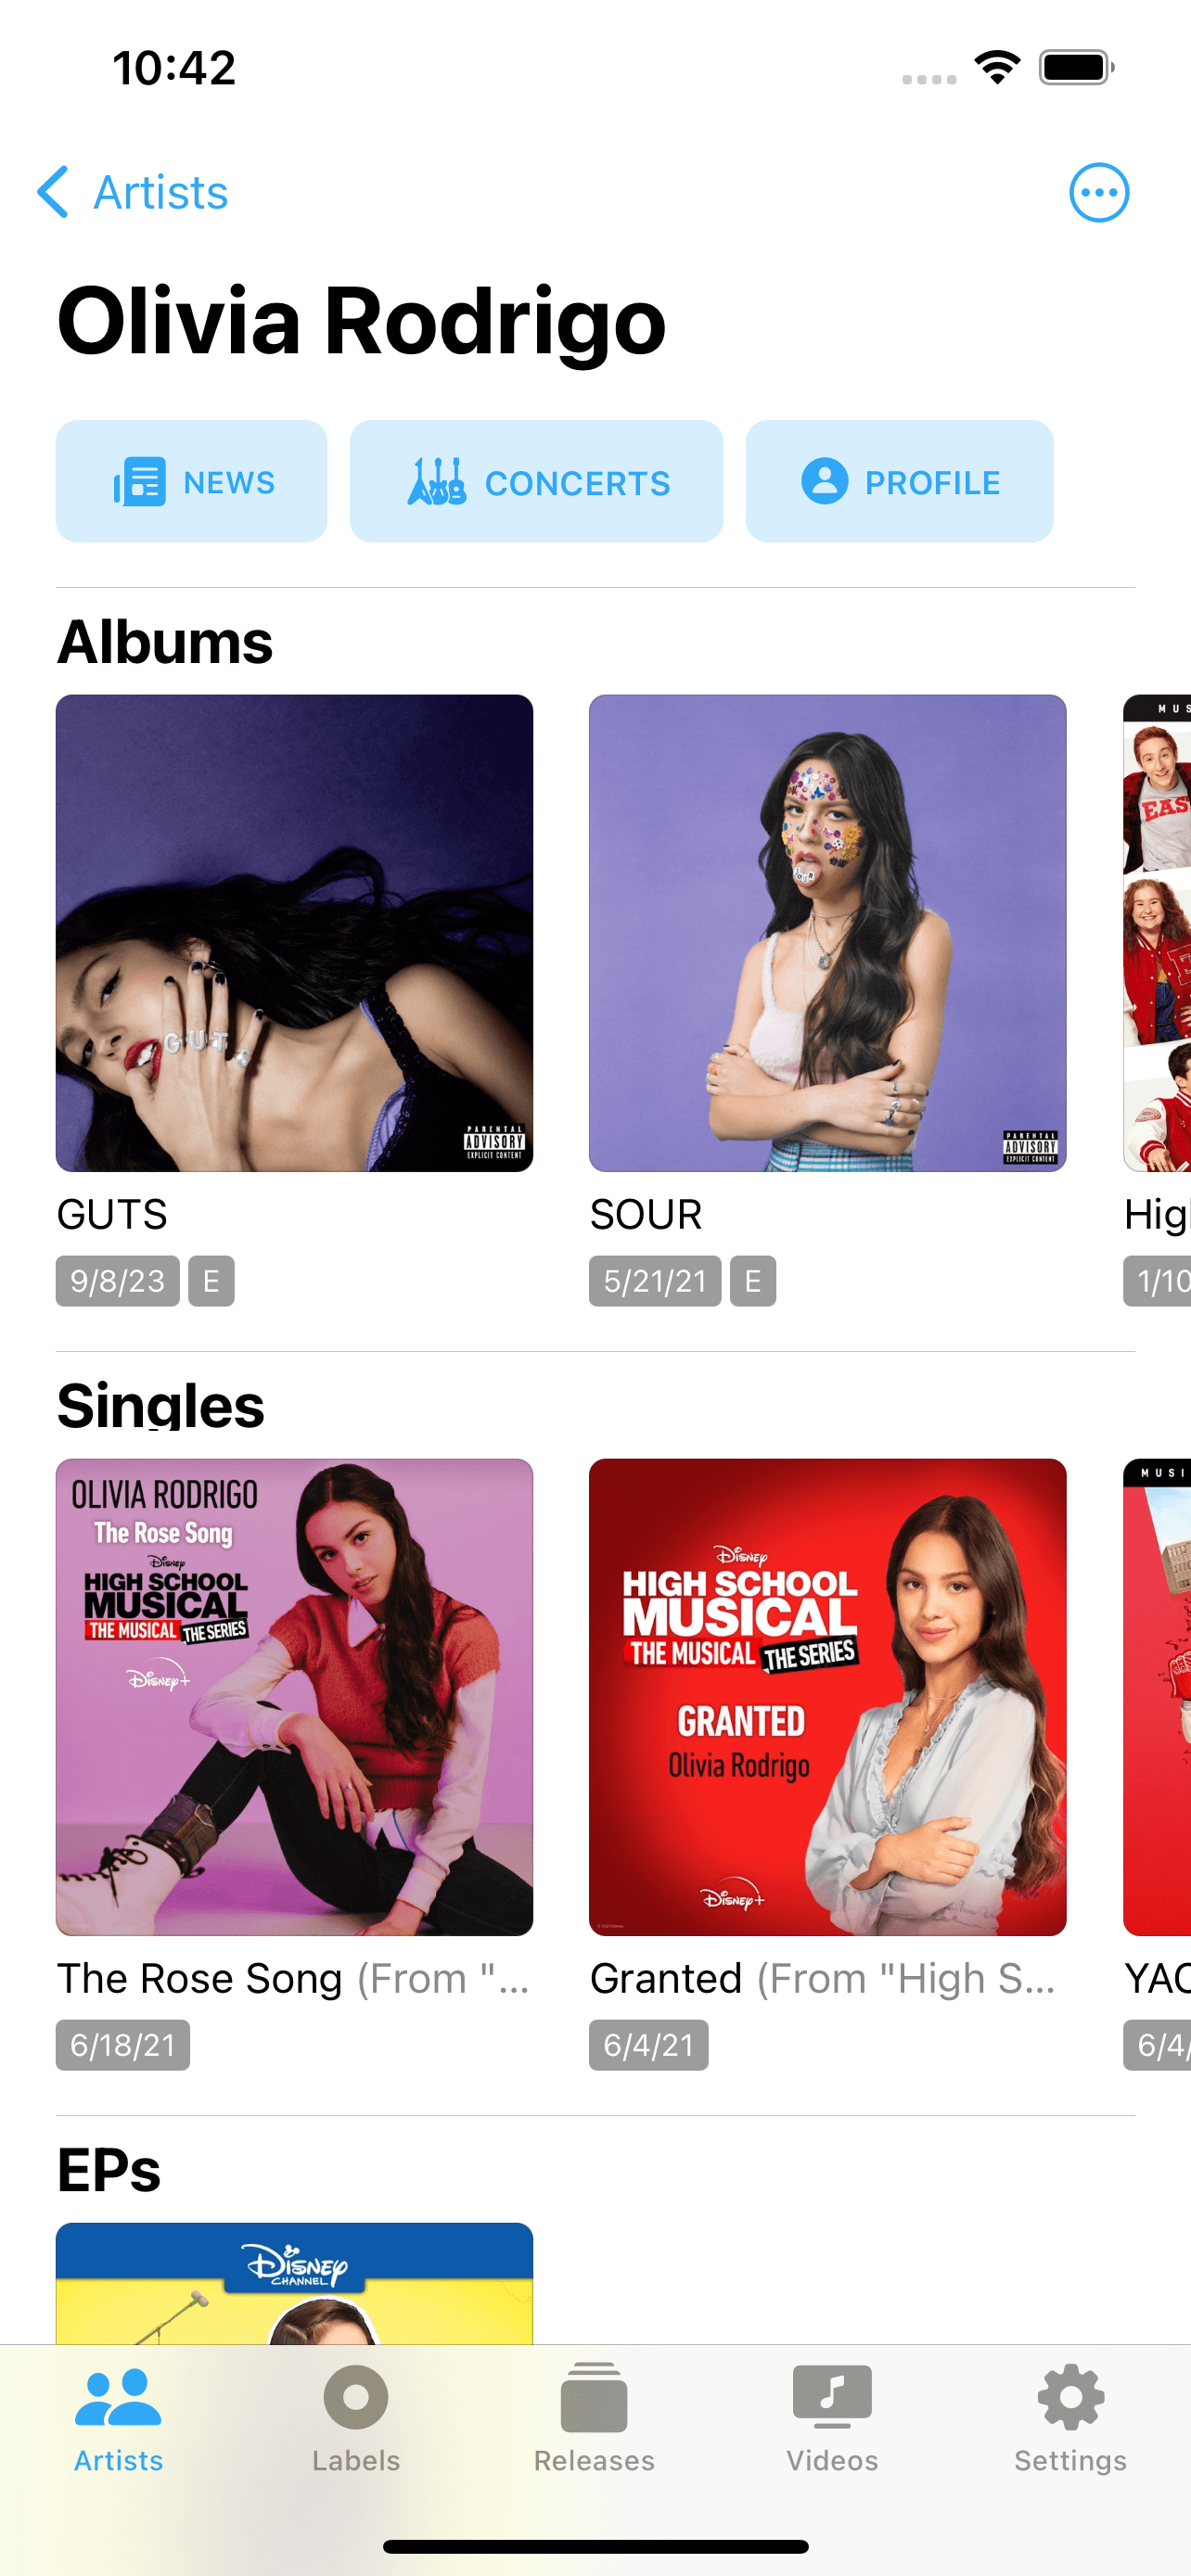 10:42
Artists
Olivia Rodrigo
NEWS
CONCERTS
PROFILE
Albums
GUTS
PARENTAL
ADVISORY
EXPLICIT CONTENT
SOUR
PARENTAL
ADVISORY
EXPLICIT CONTENT
MUS
EAS
GUTS
9/8/23 E
SOUR
5/21/21 E
Hig
1/10
Singles
OLIVIA RODRIGO
The Rose Song
Disney
HIGH SCHOOL
MUSICAL
THE MUSICAL THE SERIES
Disney+
Disney
HIGH SCHOOL
MUSICAL
THE MUSICAL THE SERIES
GRANTED
Olivia Rodrigo
Disney+
MUSI
The Rose Song (From "...
6/18/21
Granted (From "High S...
6/4/21
YAC
6/4/
EPs
Disney
CHANNEL
Artists
Labels
Releases
Videos
Settings